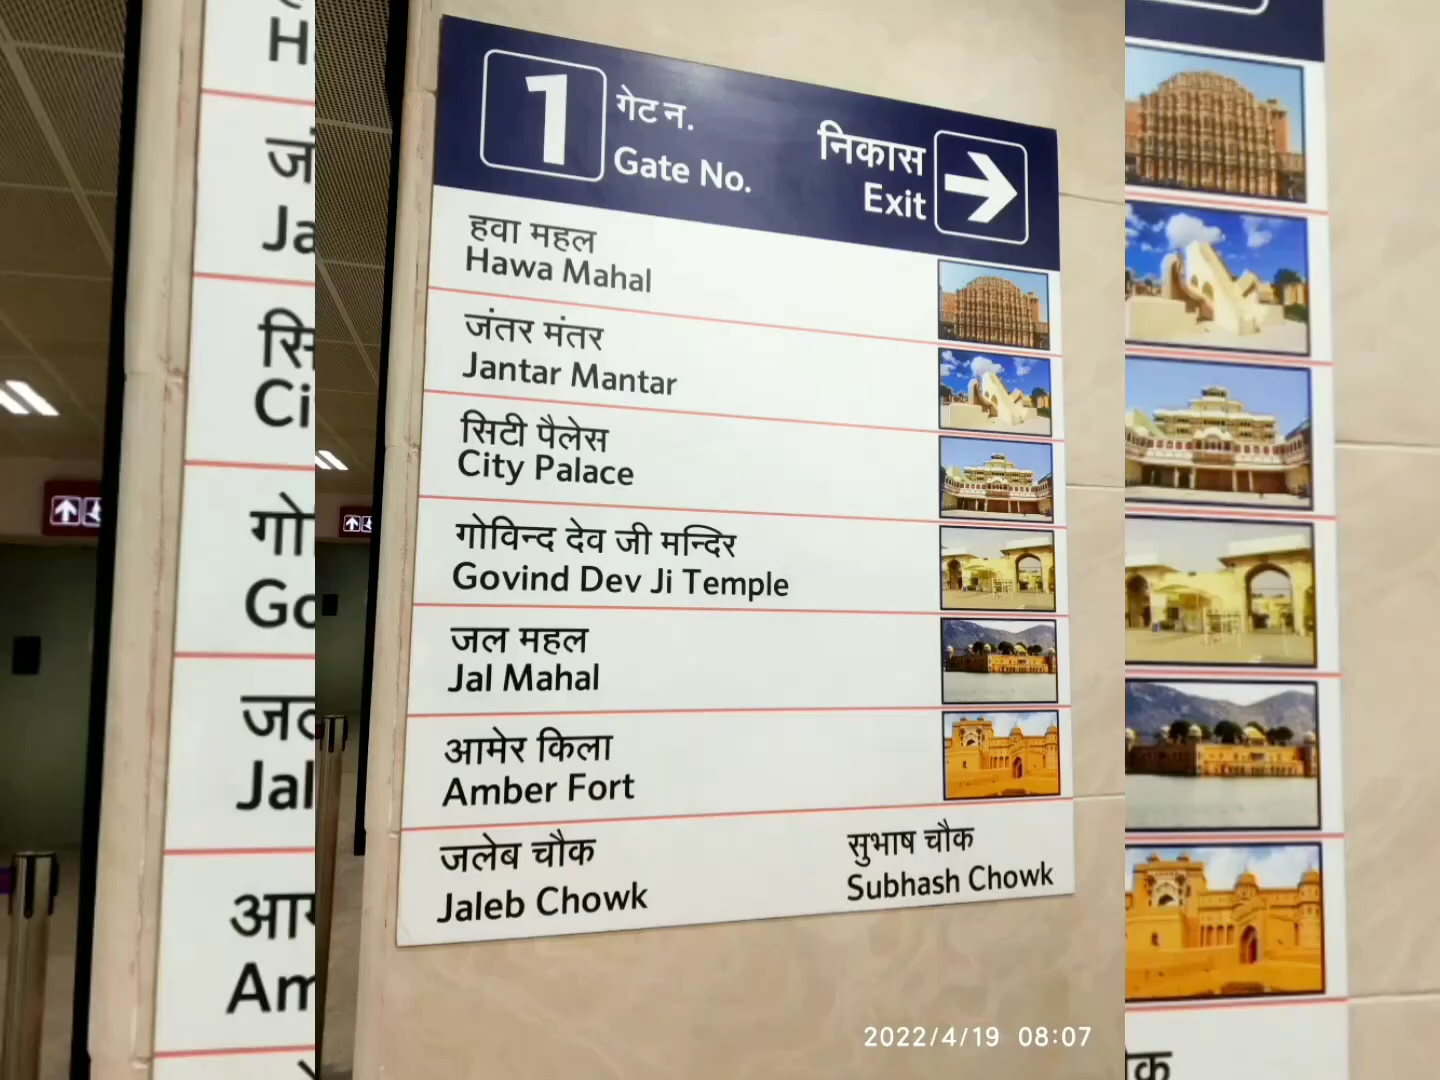 1 गेट न. निकास
Gate No. Exit
हवा महल
Hawa Mahal
जंतर मंतर
Jantar Mantar
सिटी पैलेस
City Palace
गोविन्द देव जी मन्दिर
Govind Dev Ji Temple
जल महल
Jal Mahal
आमेर किला
Amber Fort
जलेब चौक सुभाष चौक
Jaleb Chowk Subhash Chowk
2022/4/19 08:07